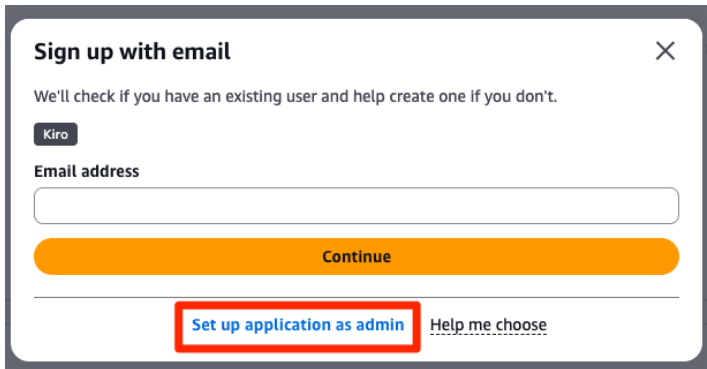 Sign up with email
We'll check if you have an existing user and help create one if you don't.
Kiro
Email address
Continue
Set up application as admin Help me choose